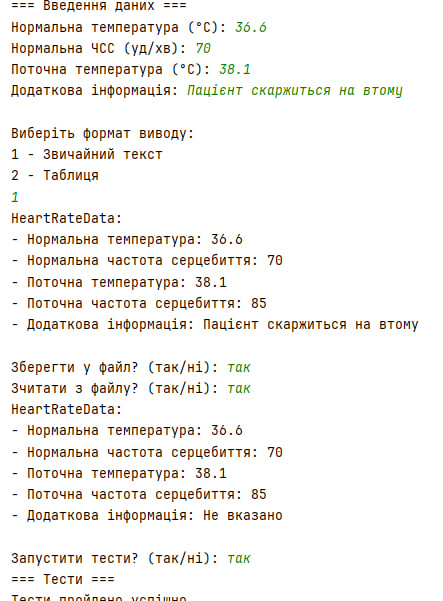 === Введення даних ===
Нормальна температура (°C): 36.6
Нормальна ЧСС (уд/хв): 70
Поточна температура (°C): 38.1
Додаткова інформація: Пацієнт скаржиться на втому
Виберіть формат виводу:
1 - Звичайний текст
2 - Таблиця
1
HeartRateData:
- Нормальна температура: 36.6
- Нормальна частота серцебиття: 70
- Поточна температура: 38.1
- Поточна частота серцебиття: 85
- Додаткова інформація: Пацієнт скаржиться на втому
Зберегти у файл? (так/ні): так
Зчитати з файлу? (так/ні): так
HeartRateData:
- Нормальна температура: 36.6
- Нормальна частота серцебиття: 70
- Поточна температура: 38.1
- Поточна частота серцебиття: 85
- Додаткова інформація: Не вказано
Запустити тести? (так/ні): так
=== Тести ===
Тести пройдено успішно